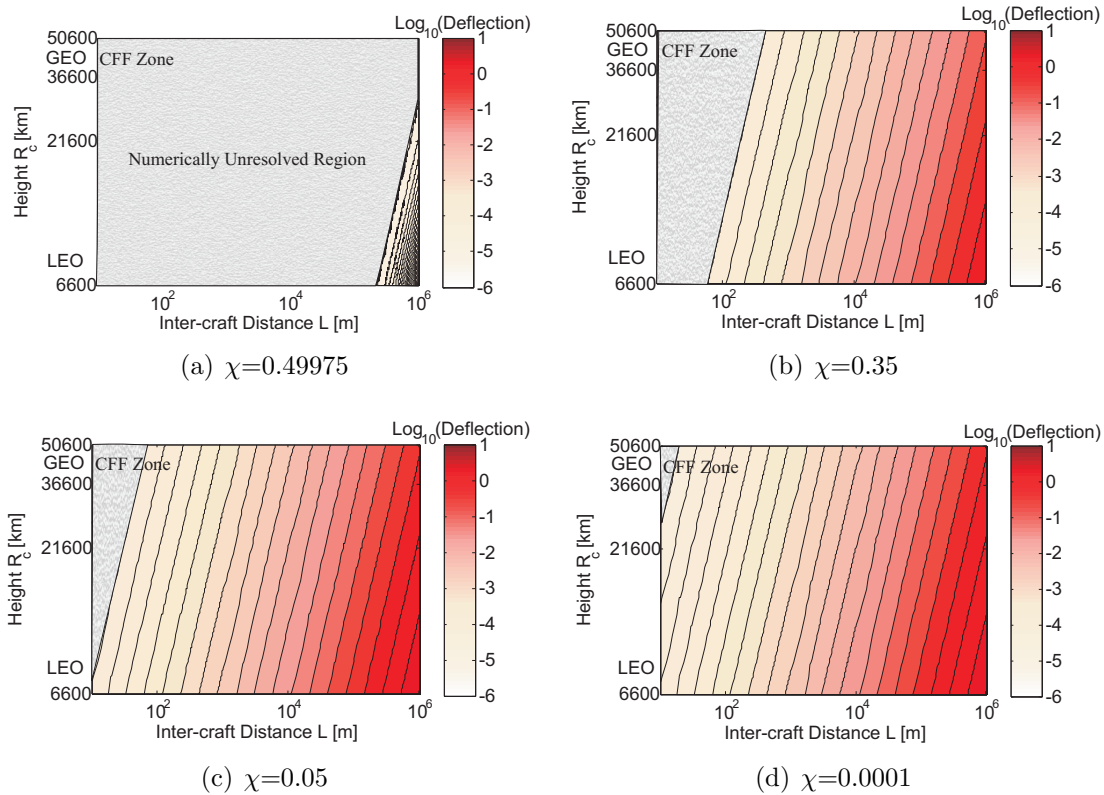 Log10(Deflection)
50600
GEO
36600
21600
LEO
6600
Height R_c [km]
CFF Zone
Numerically Unresolved Region
10^2
10^4
10^6
Inter-craft Distance L [m]
1
0
-1
-2
-3
-4
-5
-6
(a) χ=0.49975
Log10(Deflection)
50600
GEO
36600
21600
LEO
6600
Height R_c [km]
CFF Zone
10^2
10^4
10^6
Inter-craft Distance L [m]
1
0
-1
-2
-3
-4
-5
-6
(b) χ=0.35
Log10(Deflection)
50600
GEO
36600
21600
LEO
6600
Height R_c [km]
CFF Zone
10^2
10^4
10^6
Inter-craft Distance L [m]
1
0
-1
-2
-3
-4
-5
-6
(c) χ=0.05
Log10(Deflection)
50600
GEO
36600
21600
LEO
6600
Height R_c [km]
CFF Zone
10^2
10^4
10^6
Inter-craft Distance L [m]
1
0
-1
-2
-3
-4
-5
-6
(d) χ=0.0001